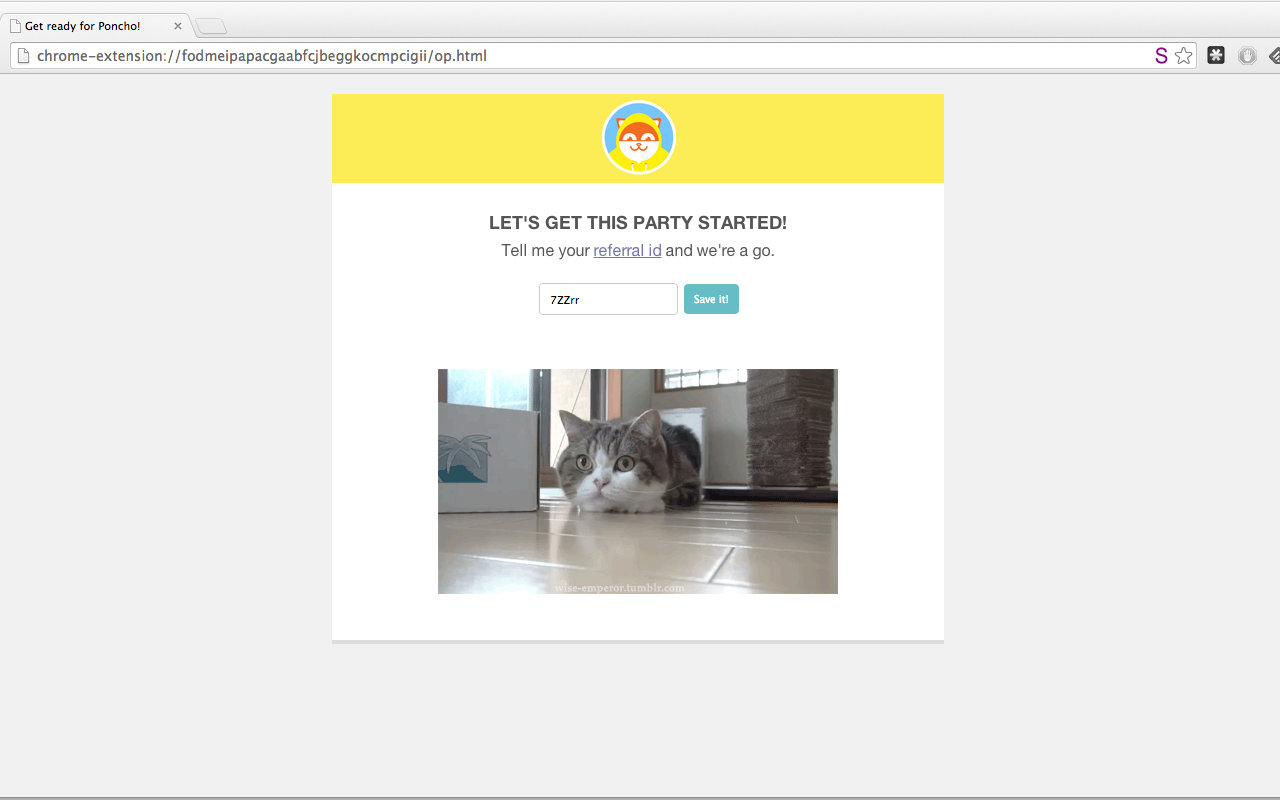 Get ready for Poncho!
chrome-extension://fodmeipapacgaabfcjbeggkocmpcigii/op.html
S
LET'S GET THIS PARTY STARTED!
Tell me your referral id and we're a go.
7ZZrr
Save it!
wise-emperor.tumblr.com